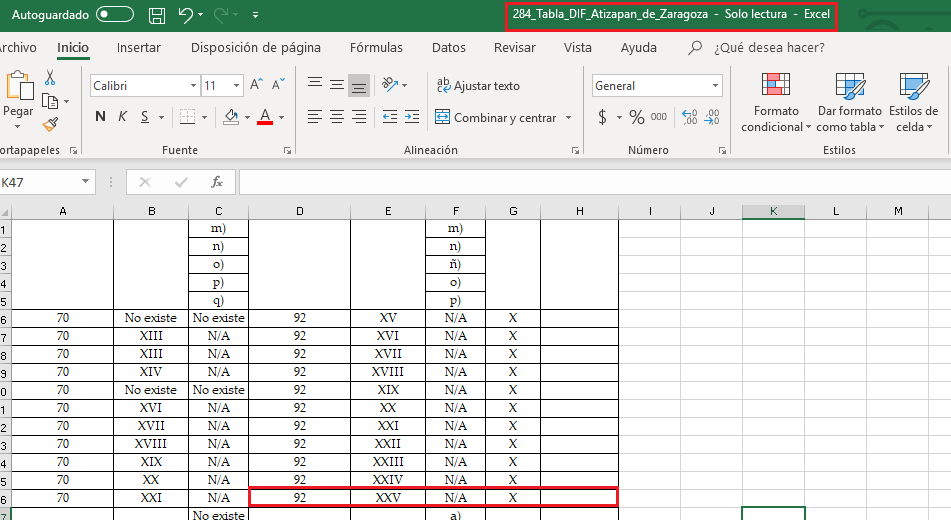 Autoguardado
284_Tabla_DIF_Atizapan_de_Zaragoza - Solo lectura - Excel
rchivo Inicio Insertar Disposición de página Fórmulas Datos Revisar Vista Ayuda ¿Qué desea hacer?
Pegar
Calibri 11 A A
ab Ajustar texto
General
Formato condicional
Dar formato como tabla
Estilos de celda
N K S A
Combinar y centrar
$ % 000
ortapapeles Fuente Alineación Número Estilos
K47 fx
A B C D E F G H I J K L M
1 m) m)
2 n) n)
3 o) ñ)
4 p) o)
5 q) p)
6 70 No existe No existe 92 XV N/A X
7 70 XIII N/A 92 XVI N/A X
8 70 XIII N/A 92 XVII N/A X
9 70 XIV N/A 92 XVIII N/A X
0 70 No existe No existe 92 XIX N/A X
1 70 XVI N/A 92 XX N/A X
2 70 XVII N/A 92 XXI N/A X
3 70 XVIII N/A 92 XXII N/A X
4 70 XIX N/A 92 XXIII N/A X
5 70 XX N/A 92 XXIV N/A X
6 70 XXI N/A 92 XXV N/A X
7 No existe a)